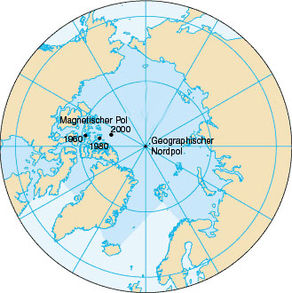 Magnetischer Pol
2000
1960
1980
Geographischer
Nordpol